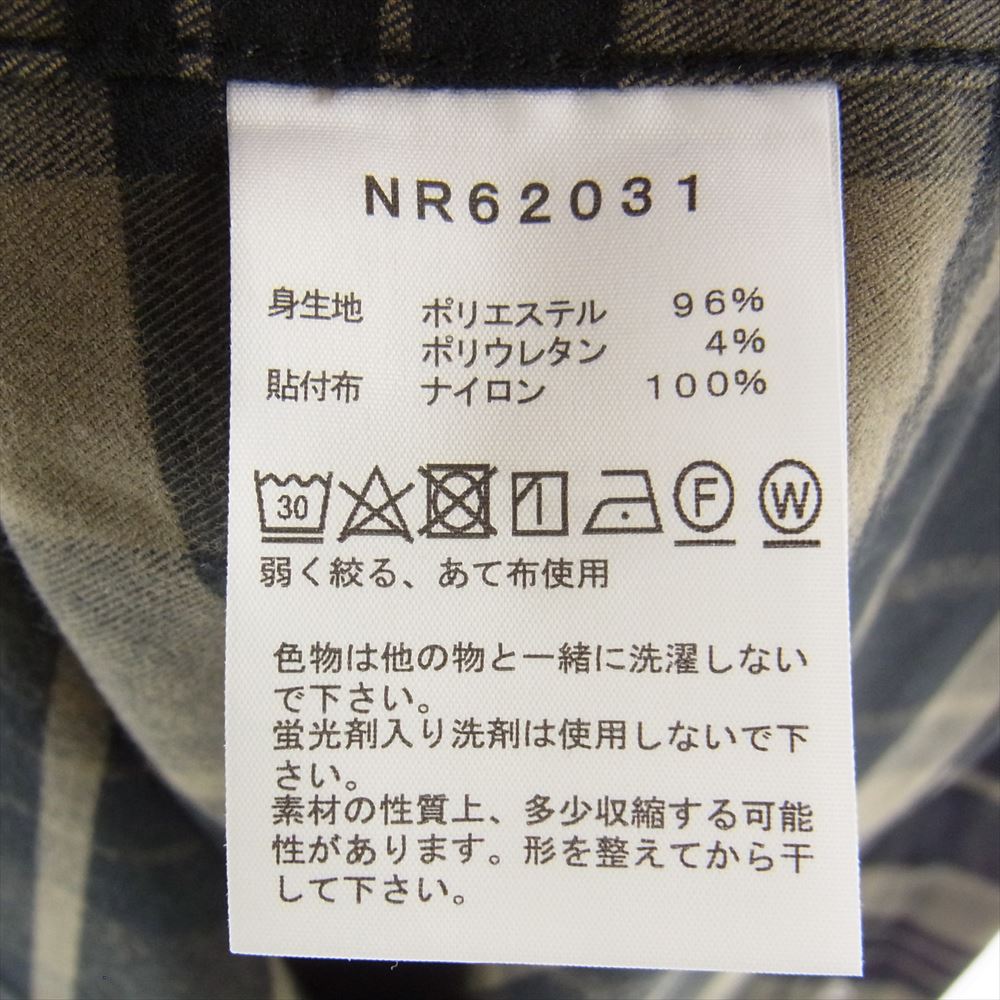 NR62031
身生地 ポリエステル 96%
ポリウレタン 4%
貼付布 ナイロン 100%
30 F W
弱く絞る、あて布使用
色物は他の物と一緒に洗濯しない
で下さい。
蛍光剤入り洗剤は使用しないで下
さい。
素材の性質上、多少収縮する可能
性があります。形を整えてから干
して下さい。